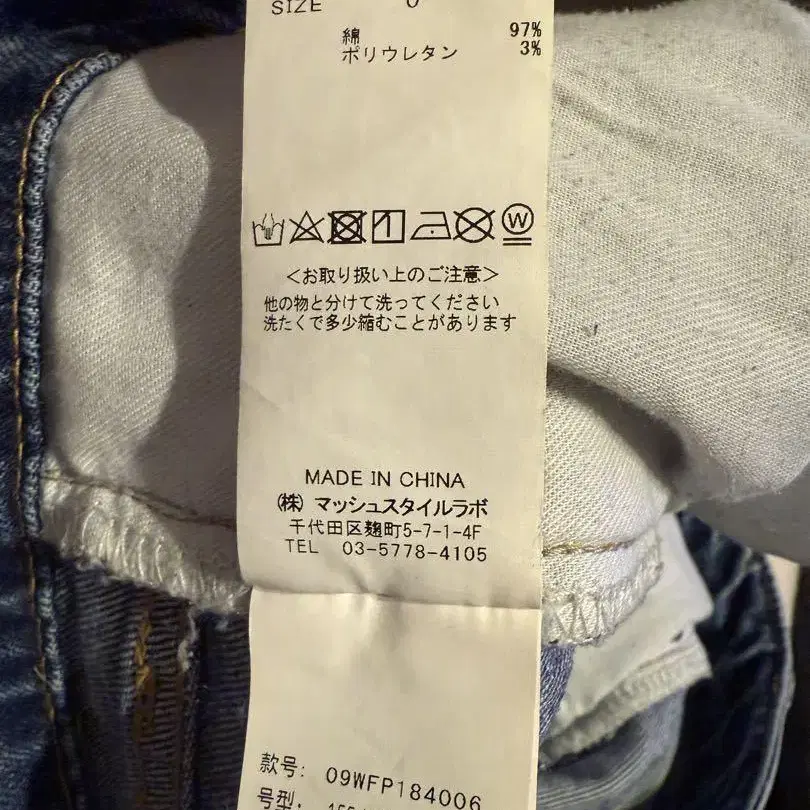 SIZE 0
綿 97%
ポリウレタン 3%
W
<お取り扱い上のご注意>
他の物と分けて洗ってください
洗たくで多少縮むことがあります
MADE IN CHINA
(株) マッシュスタイルラボ
千代田区麹町5-7-1-4F
TEL 03-5778-4105
款号: 09WFP184006
号型: